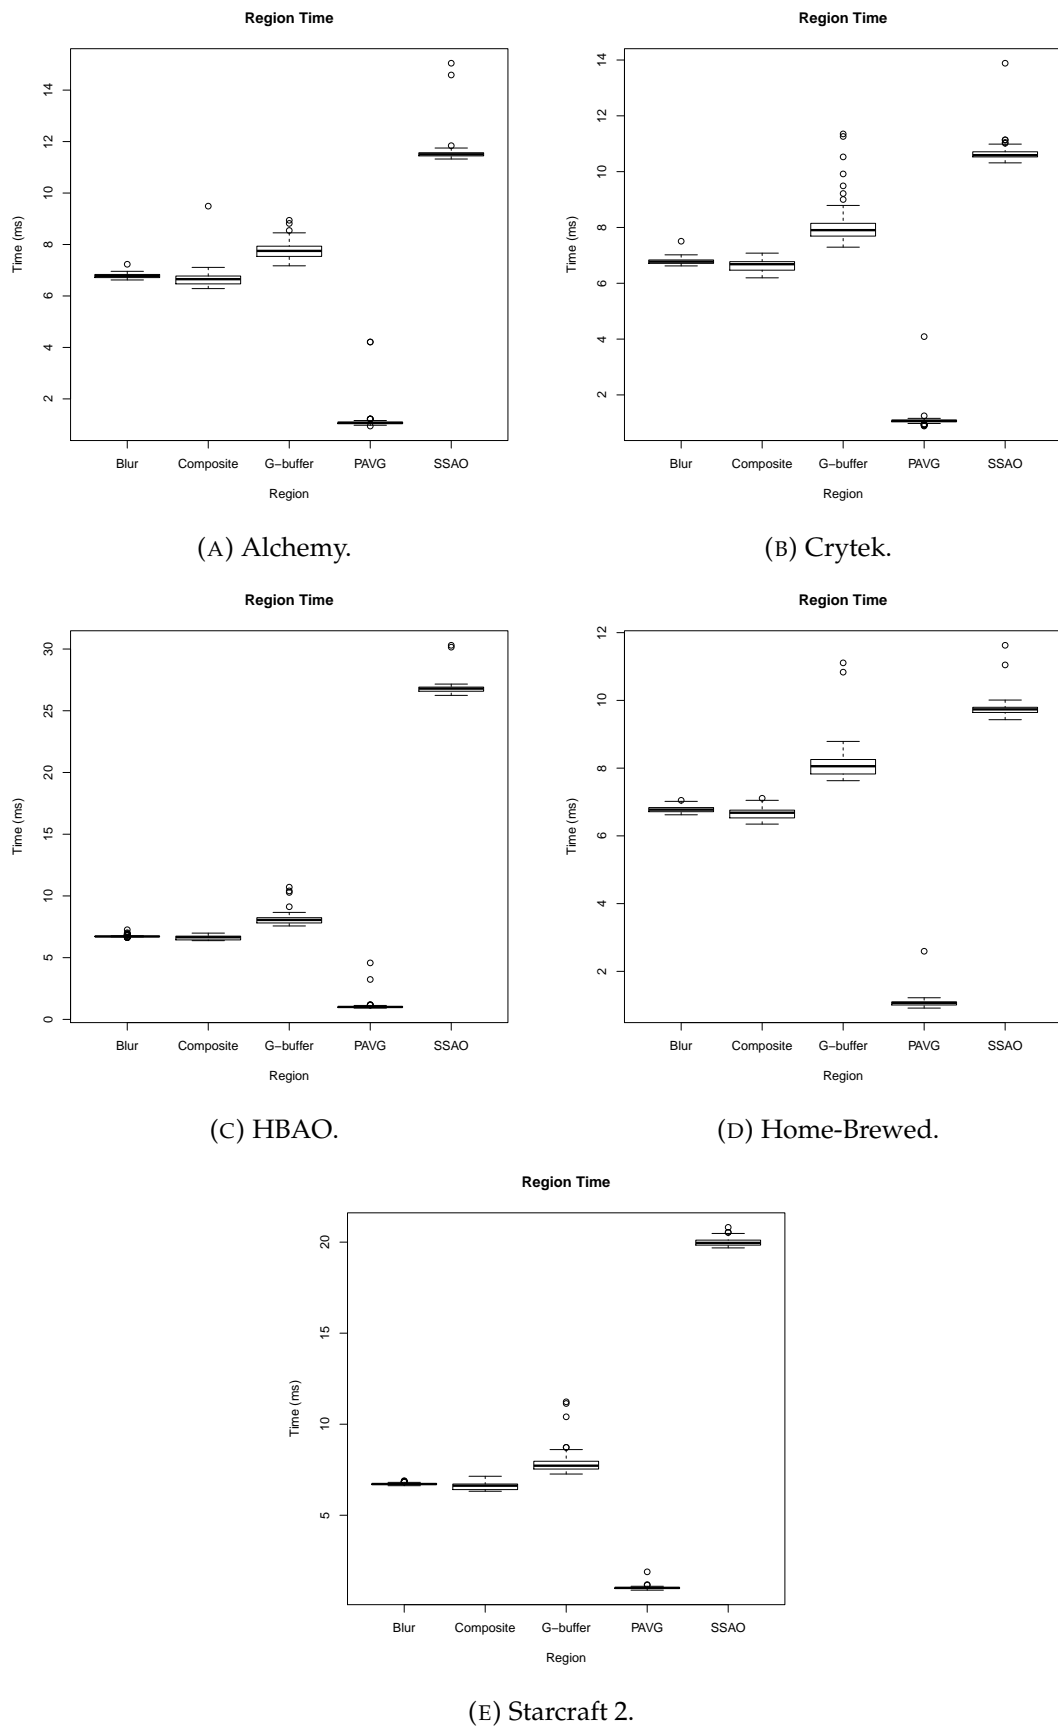 Region Time
Time (ms)
14
12
10
8
6
4
2
Blur Composite G−buffer PAVG SSAO
Region
(A) Alchemy.
Region Time
Time (ms)
14
12
10
8
6
4
2
Blur Composite G−buffer PAVG SSAO
Region
(B) Crytek.
Region Time
Time (ms)
30
25
20
15
10
5
0
Blur Composite G−buffer PAVG SSAO
Region
(C) HBAO.
Region Time
Time (ms)
12
10
8
6
4
2
Blur Composite G−buffer PAVG SSAO
Region
(D) Home-Brewed.
Region Time
Time (ms)
20
15
10
5
Blur Composite G−buffer PAVG SSAO
Region
(E) Starcraft 2.